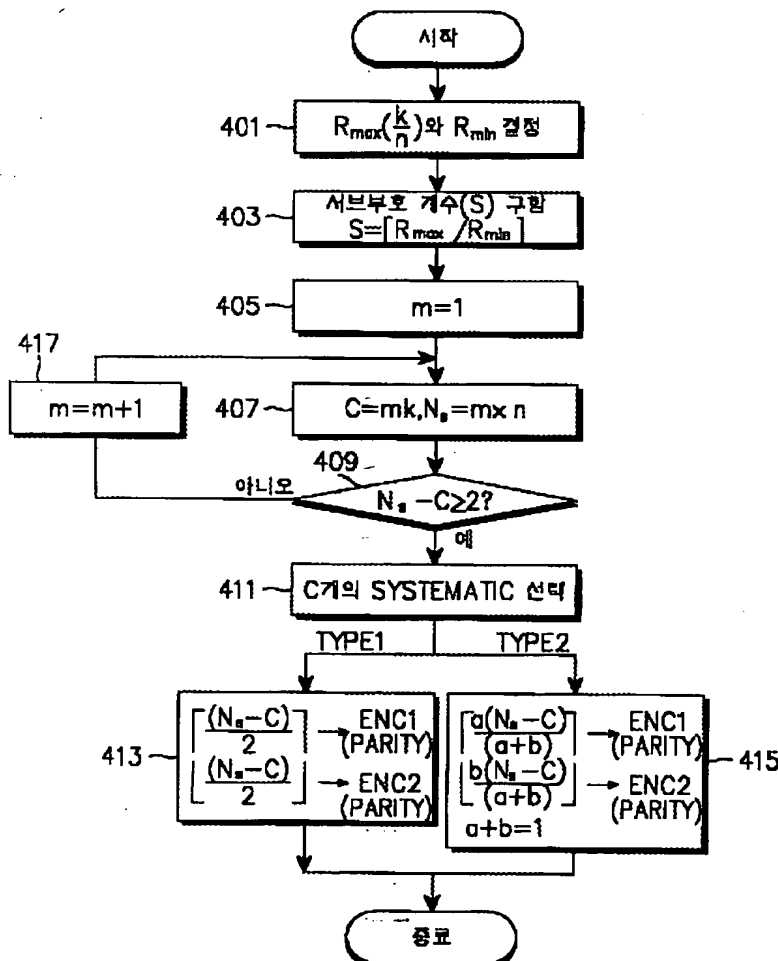 시작
401
R_max(k/n)와 R_min 결정
403
서브부호 계수(S) 구함
S=⌈R_max/R_min⌉
405
m=1
417
m=m+1
407
C=mk,N_s=m×n
409
아니오
N_s-C≥2?
예
411
C개의 SYSTEMATIC 선택
TYPE1
TYPE2
413
⌈(N_s-C)/2⌉ → ENC1
(PARITY)
⌊(N_s-C)/2⌋ → ENC2
(PARITY)
415
⌈a(N_s-C)/(a+b)⌉ → ENC1
(PARITY)
⌊b(N_s-C)/(a+b)⌋ → ENC2
(PARITY)
a+b=1
종료